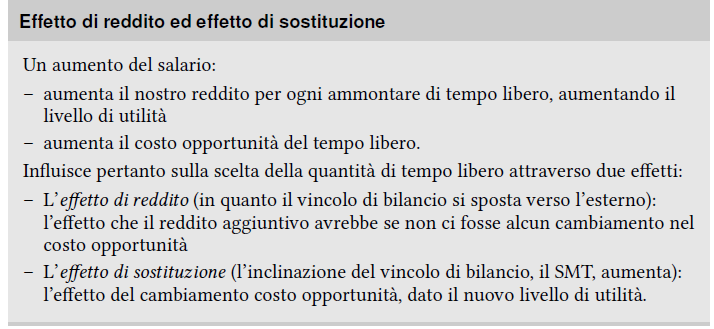 Effetto di reddito ed effetto di sostituzione
Un aumento del salario:
– aumenta il nostro reddito per ogni ammontare di tempo libero, aumentando il
livello di utilità
– aumenta il costo opportunità del tempo libero.
Influisce pertanto sulla scelta della quantità di tempo libero attraverso due effetti:
– L’effetto di reddito (in quanto il vincolo di bilancio si sposta verso l’esterno):
l’effetto che il reddito aggiuntivo avrebbe se non ci fosse alcun cambiamento nel
costo opportunità
– L’effetto di sostituzione (l’inclinazione del vincolo di bilancio, il SMT, aumenta):
l’effetto del cambiamento costo opportunità, dato il nuovo livello di utilità.